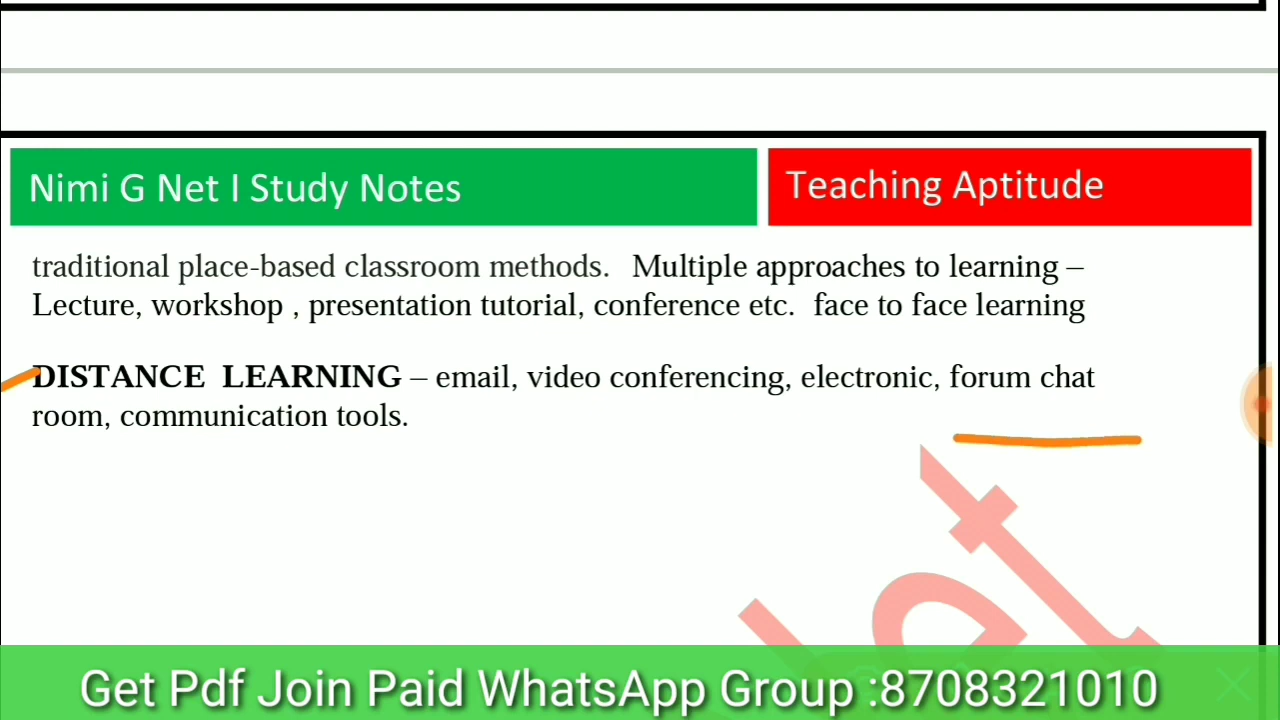 Nimi G Net I Study Notes
Teaching Aptitude
traditional place-based classroom methods. Multiple approaches to learning –
Lecture, workshop , presentation tutorial, conference etc. face to face learning
DISTANCE LEARNING – email, video conferencing, electronic, forum chat
room, communication tools.
Get Pdf Join Paid WhatsApp Group :8708321010